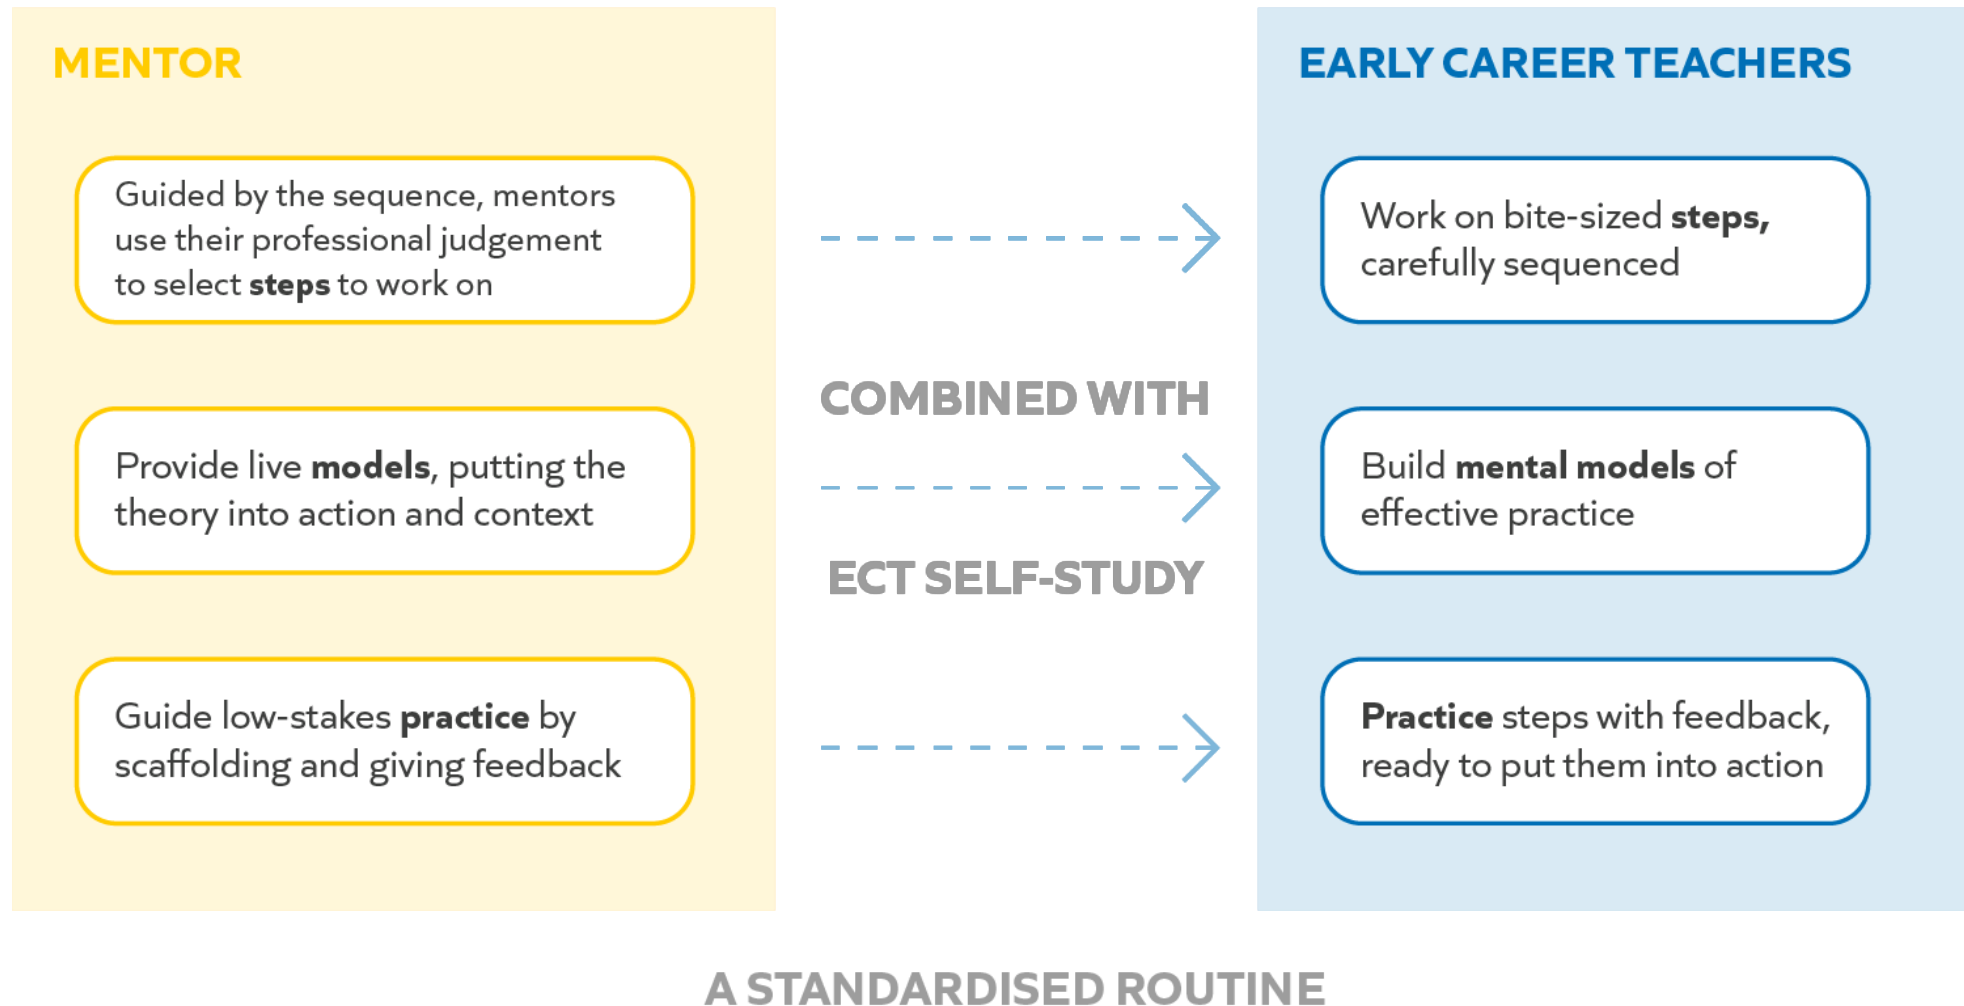 MENTOR
Guided by the sequence, mentors
use their professional judgement
to select steps to work on
Provide live models, putting the
theory into action and context
Guide low-stakes practice by
scaffolding and giving feedback
COMBINED WITH
ECT SELF-STUDY
EARLY CAREER TEACHERS
Work on bite-sized steps,
carefully sequenced
Build mental models of
effective practice
Practice steps with feedback,
ready to put them into action
A STANDARDISED ROUTINE